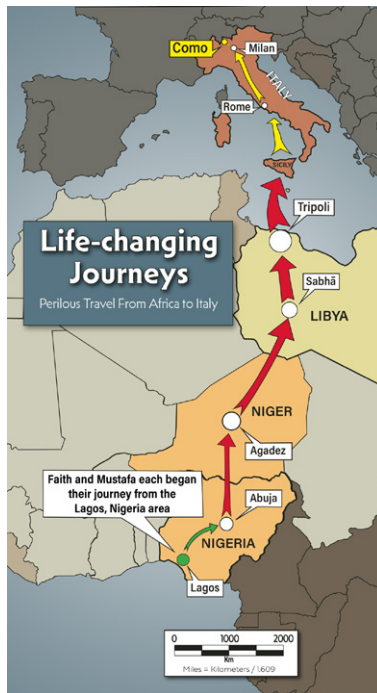 Como
Milan
ITALY
Rome
SICILY
Tripoli
Life-changing
Journeys
Perilous Travel From Africa to Italy
Sabhā
LIBYA
NIGER
Agadez
Faith and Mustafa each began
their journey from the
Lagos, Nigeria area
Abuja
NIGERIA
Lagos
0 1000 2000
Km
Miles = Kilometers / 1.609